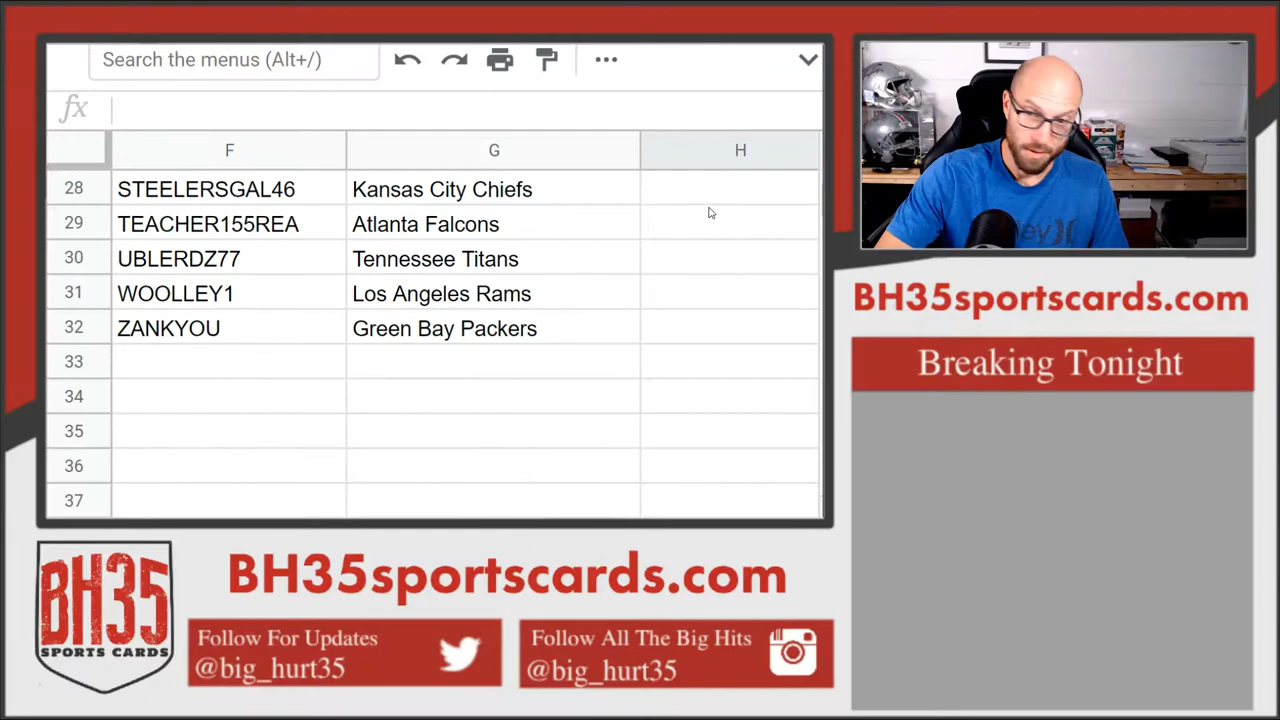 Search the menus (Alt+/)
fx
F G H
28 STEELERSGAL46 Kansas City Chiefs
29 TEACHER155REA Atlanta Falcons
30 UBLERDZ77 Tennessee Titans
31 WOOLLEY1 Los Angeles Rams
32 ZANKYOU Green Bay Packers
33
34
35
36
37
BH35sportscards.com
Breaking Tonight
BH35
SPORTS CARDS
BH35sportscards.com
Follow For Updates
@big_hurt35
Follow All The Big Hits
@big_hurt35